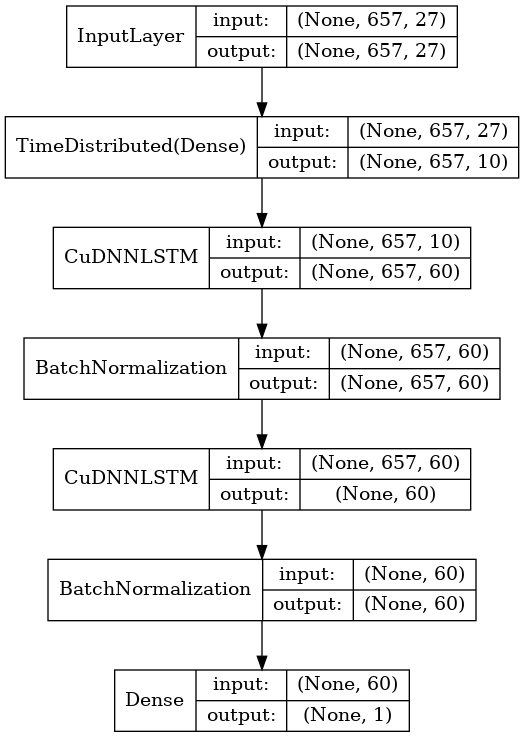 InputLayer input: (None, 657, 27)
output: (None, 657, 27)
TimeDistributed(Dense) input: (None, 657, 27)
output: (None, 657, 10)
CuDNNLSTM input: (None, 657, 10)
output: (None, 657, 60)
BatchNormalization input: (None, 657, 60)
output: (None, 657, 60)
CuDNNLSTM input: (None, 657, 60)
output: (None, 60)
BatchNormalization input: (None, 60)
output: (None, 60)
Dense input: (None, 60)
output: (None, 1)